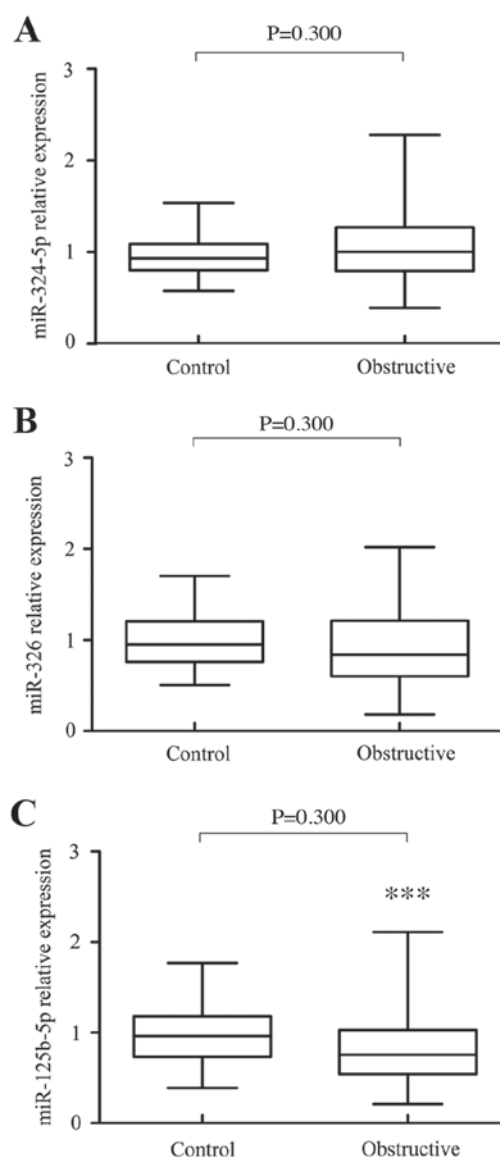 A
P=0.300
miR-324-5p relative expression
3
2
1
0
Control Obstructive
B
P=0.300
miR-326 relative expression
3
2
1
0
Control Obstructive
C
P=0.300
miR-125b-5p relative expression
3
2
1
0
***
Control Obstructive